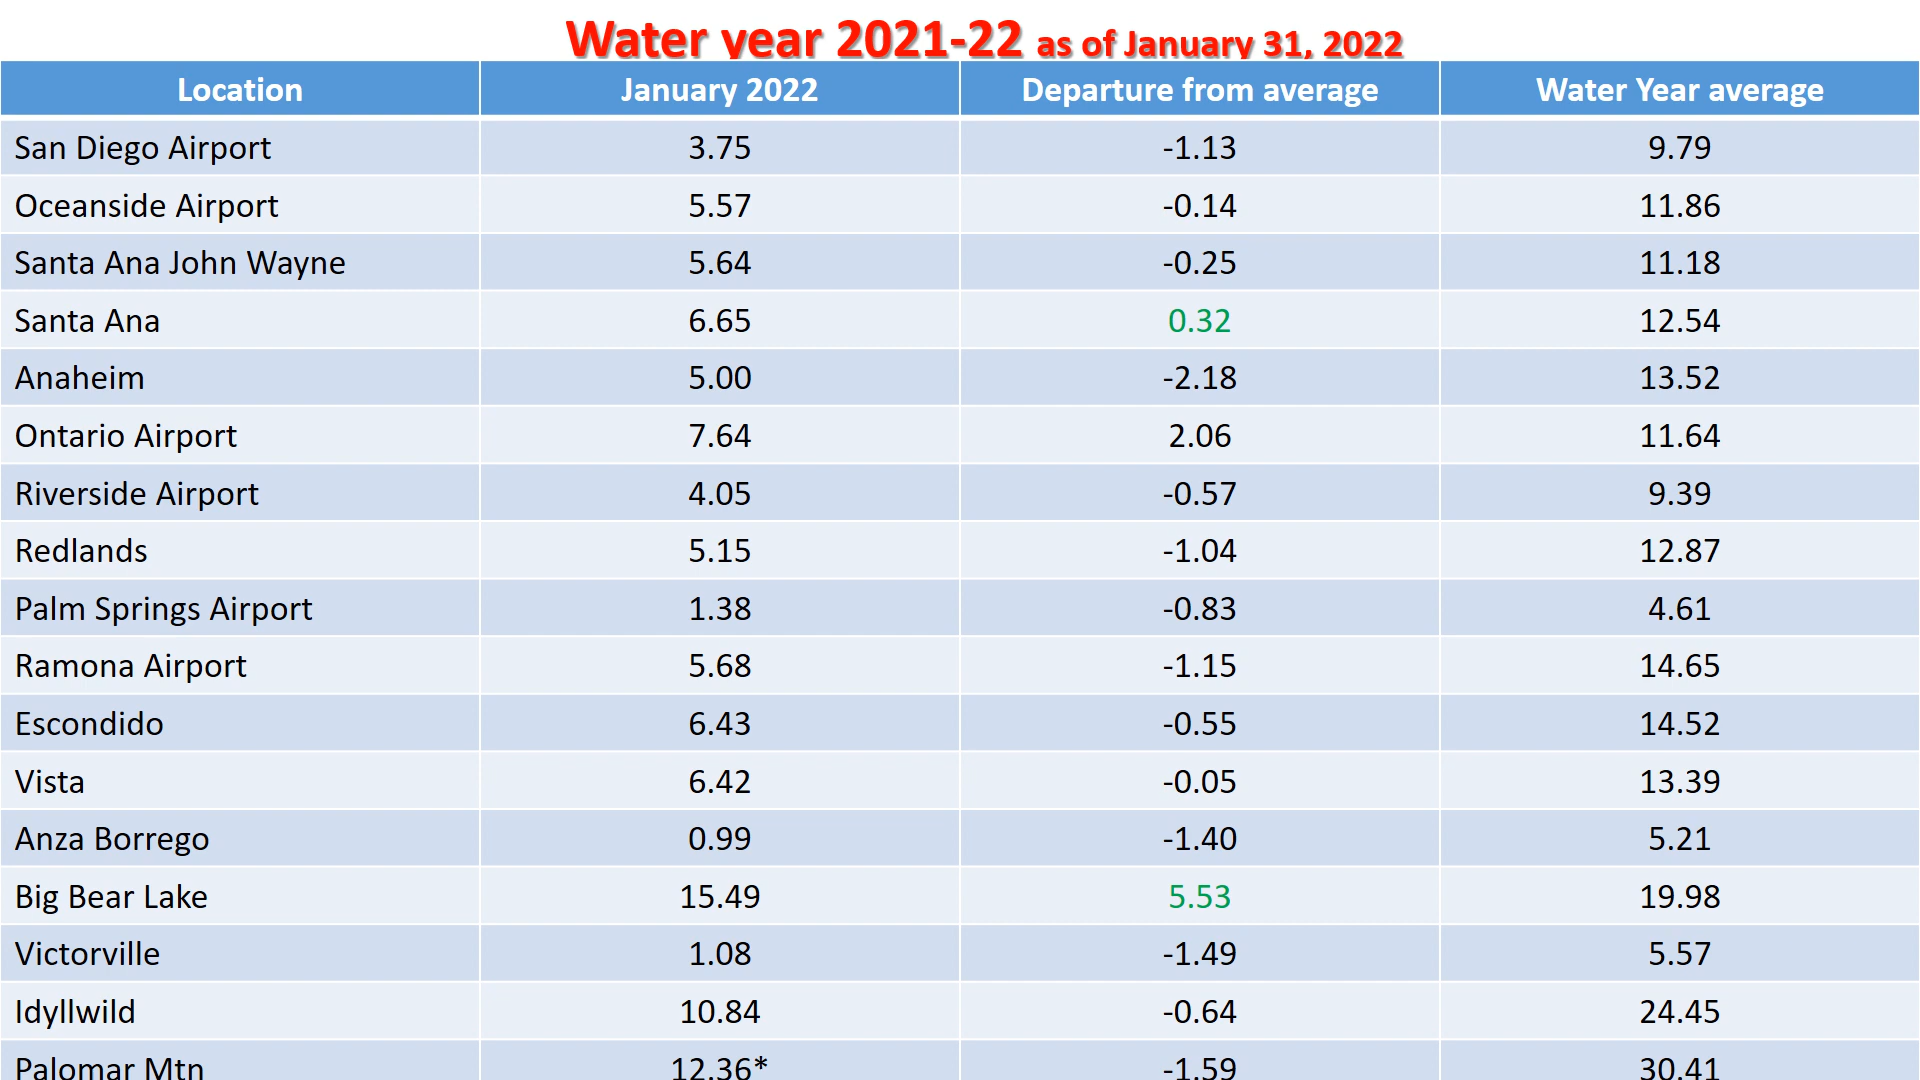 Water year 2021-22 as of January 31, 2022
Location January 2022 Departure from average Water Year average
San Diego Airport 3.75 -1.13 9.79
Oceanside Airport 5.57 -0.14 11.86
Santa Ana John Wayne 5.64 -0.25 11.18
Santa Ana 6.65 0.32 12.54
Anaheim 5.00 -2.18 13.52
Ontario Airport 7.64 2.06 11.64
Riverside Airport 4.05 -0.57 9.39
Redlands 5.15 -1.04 12.87
Palm Springs Airport 1.38 -0.83 4.61
Ramona Airport 5.68 -1.15 14.65
Escondido 6.43 -0.55 14.52
Vista 6.42 -0.05 13.39
Anza Borrego 0.99 -1.40 5.21
Big Bear Lake 15.49 5.53 19.98
Victorville 1.08 -1.49 5.57
Idyllwild 10.84 -0.64 24.45
Palomar Mtn 12.36* -1.59 30.41